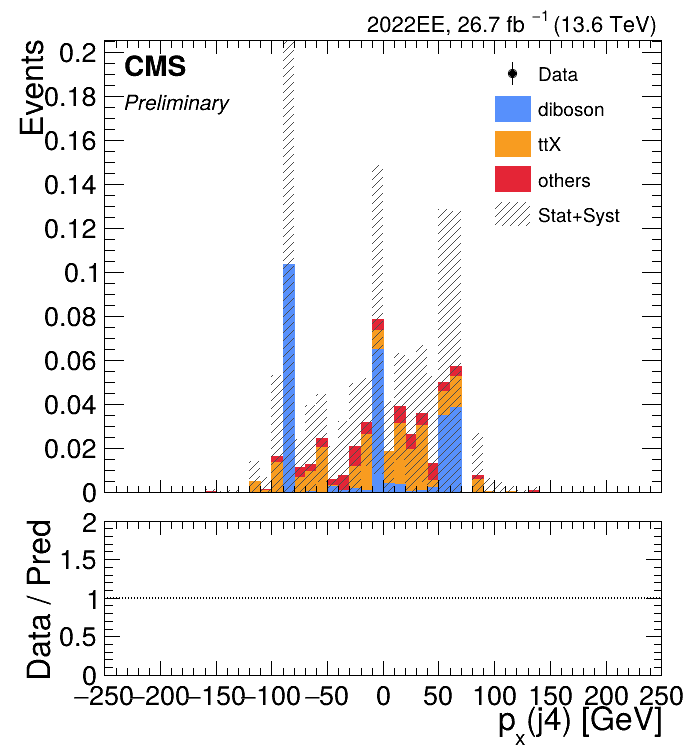 2022EE, 26.7 fb⁻¹ (13.6 TeV)
CMS
Preliminary
Events
Data
diboson
ttX
others
Stat+Syst
0.2
0.18
0.16
0.14
0.12
0.1
0.08
0.06
0.04
0.02
0
Data / Pred
2
1.5
1
0.5
0
−250 −200 −150 −100 −50 0 50 100 150 200 250
pₓ(j4) [GeV]